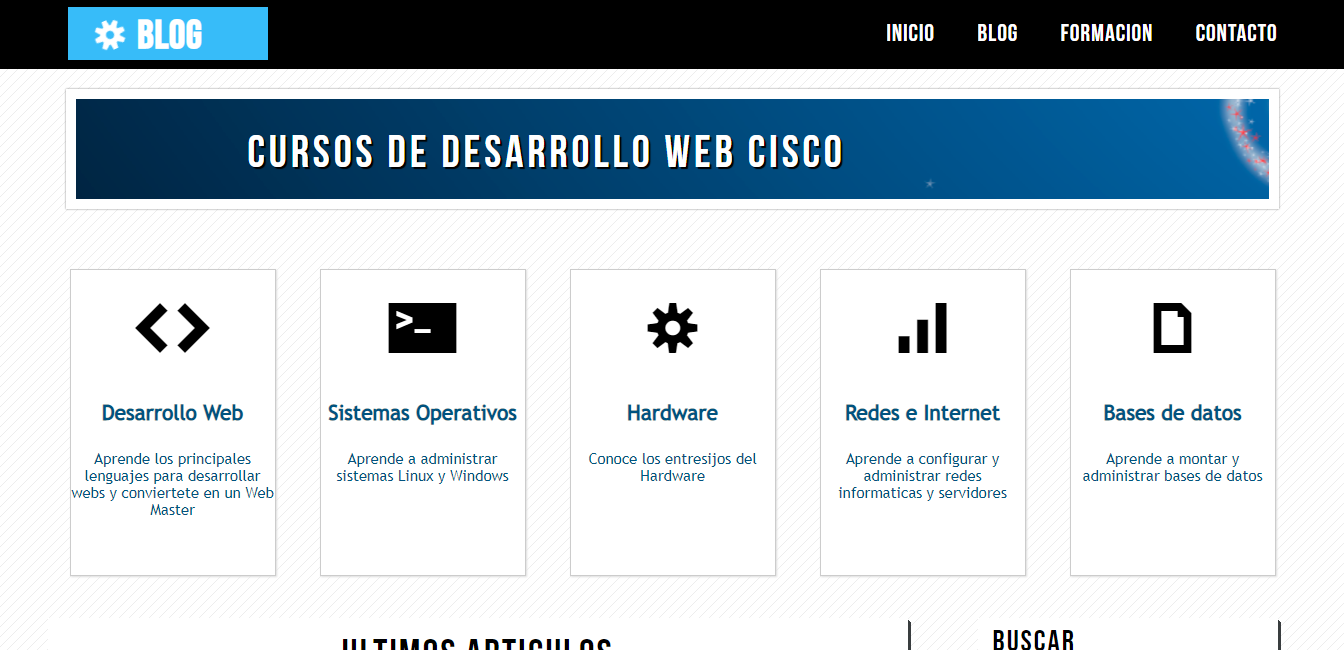 BLOG
INICIO
BLOG
FORMACION
CONTACTO
CURSOS DE DESARROLLO WEB CISCO
>_
Desarrollo Web
Aprende los principales
lenguajes para desarrollar
webs y conviertete en un Web
Master
Sistemas Operativos
Aprende a administrar
sistemas Linux y Windows
Hardware
Conoce los entresijos del
Hardware
Redes e Internet
Aprende a configurar y
administrar redes
informaticas y servidores
Bases de datos
Aprende a montar y
administrar bases de datos
ULTIMOS ARTICULOS
BUSCAR